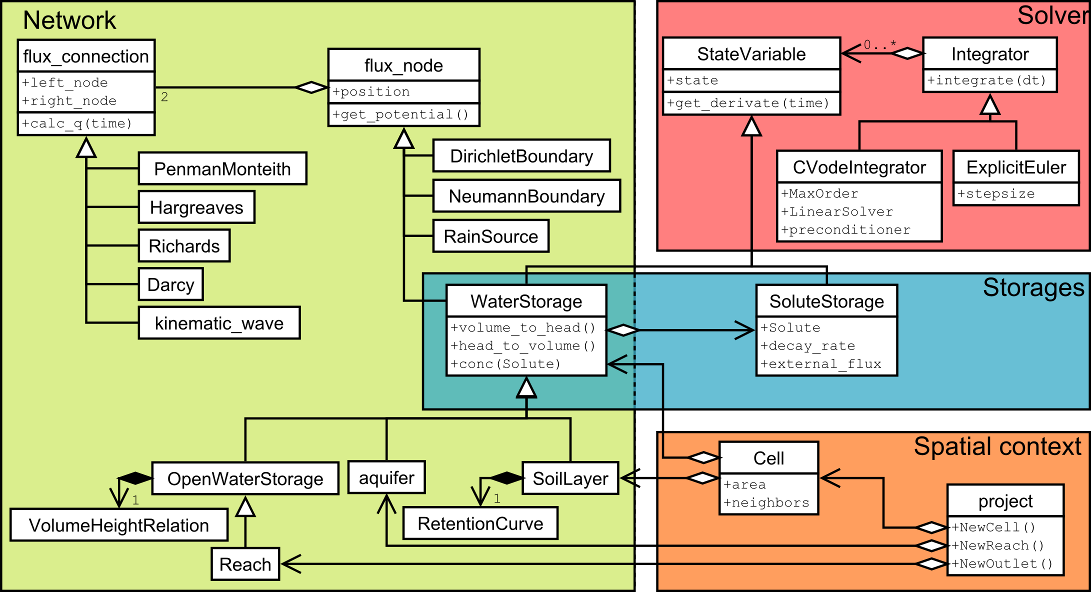 Network
flux_connection
+left_node
+right_node
+calc_q(time)
2
flux_node
+position
+get_potential()
PenmanMonteith
Hargreaves
Richards
Darcy
kinematic_wave
DirichletBoundary
NeumannBoundary
RainSource
Solver
StateVariable
+state
+get_derivate(time)
0..*
Integrator
+integrate(dt)
CVodeIntegrator
+MaxOrder
+LinearSolver
+preconditioner
ExplicitEuler
+stepsize
Storages
WaterStorage
+volume_to_head()
+head_to_volume()
+conc(Solute)
SoluteStorage
+Solute
+decay_rate
+external_flux
OpenWaterStorage
1
VolumeHeightRelation
Reach
aquifer
SoilLayer
1
RetentionCurve
Spatial context
Cell
+area
+neighbors
project
+NewCell()
+NewReach()
+NewOutlet()